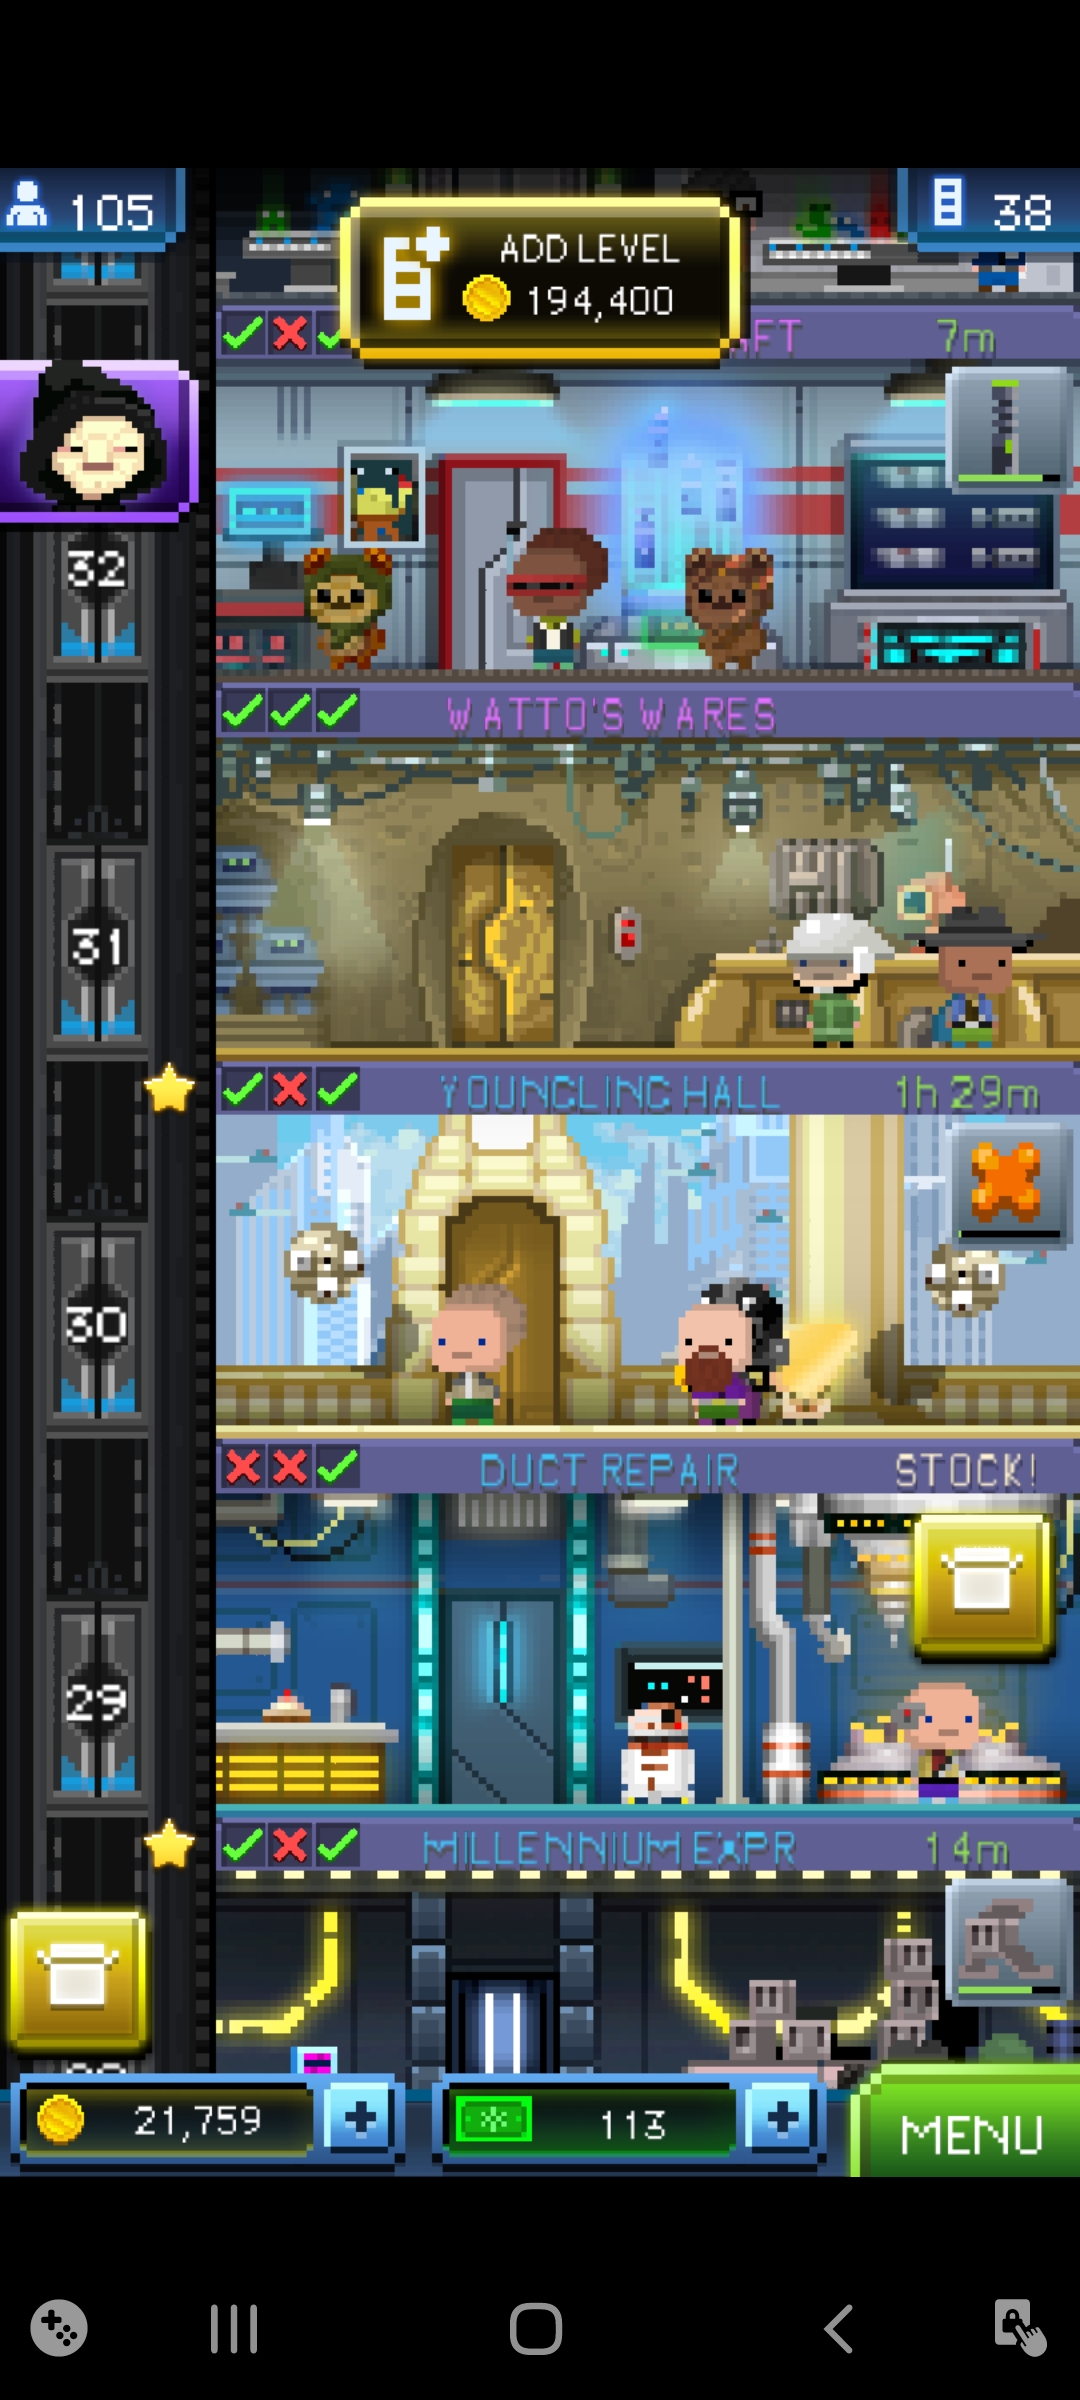 105
38
ADD LEVEL
194,400
AFT 7m
32
WATTO'S WARES
31
YOUNGLING HALL 1h 29m
30
DUCT REPAIR STOCK!
29
MILLENNIUM EXPR 14m
21,759
113
MENU